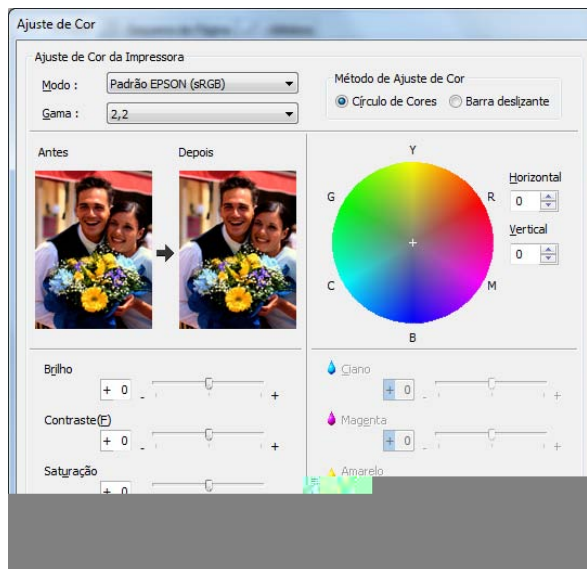 Ajuste de Cor
Ajuste de Cor da Impressora
Modo :
Padrão EPSON (sRGB)
Gama :
2,2
Método de Ajuste de Cor
Círculo de Cores
Barra deslizante
Antes
Depois
Y
G
R
C
M
B
Horizontal
0
Vertical
0
Brilho
+ 0
- +
Contraste(F)
+ 0
- +
Saturação
+ 0
Ciano
+ 0
- +
Magenta
+ 0
- +
Amarelo